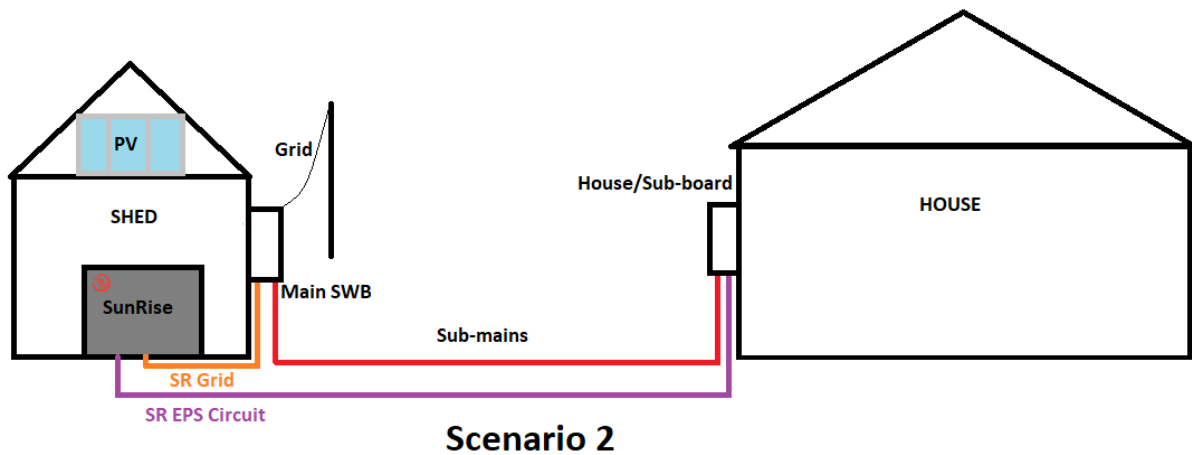 PV
Grid
SHED
House/Sub-board
HOUSE
SunRise
Main SWB
Sub-mains
SR Grid
SR EPS Circuit
Scenario 2